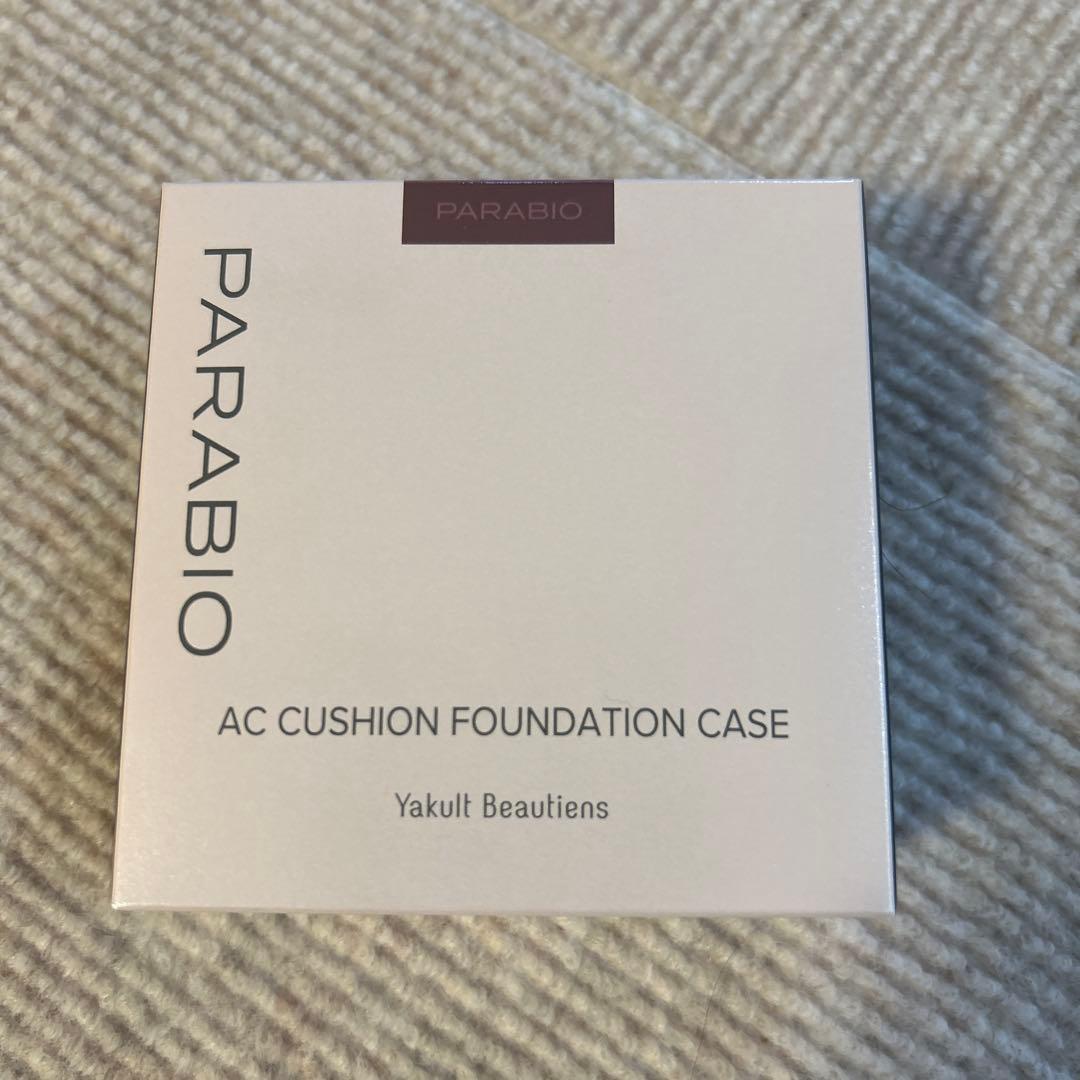 PARABIO
PARABIO
AC CUSHION FOUNDATION CASE
Yakult Beautiens